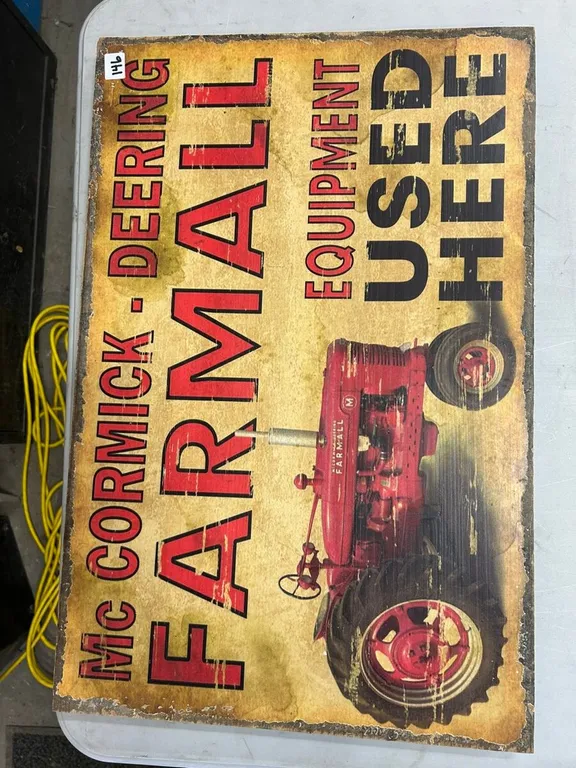 146
Mc CORMICK - DEERING
FARMALL
EQUIPMENT
USED
HERE
FARMALL
M